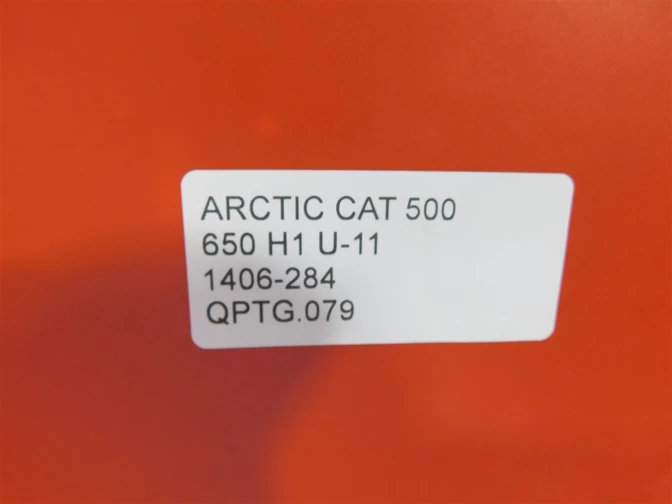 ARCTIC CAT 500
650 H1 U-11
1406-284
QPTG.079